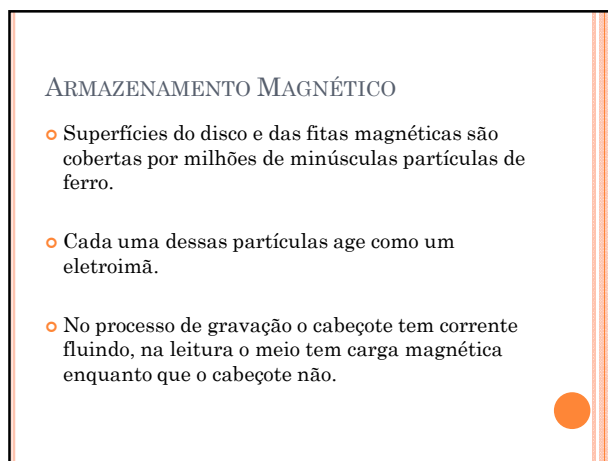 ARMAZENAMENTO MAGNÉTICO
Superfícies do disco e das fitas magnéticas são
cobertas por milhões de minúsculas partículas de
ferro.
Cada uma dessas partículas age como um
eletroimã.
No processo de gravação o cabeçote tem corrente
fluindo, na leitura o meio tem carga magnética
enquanto que o cabeçote não.